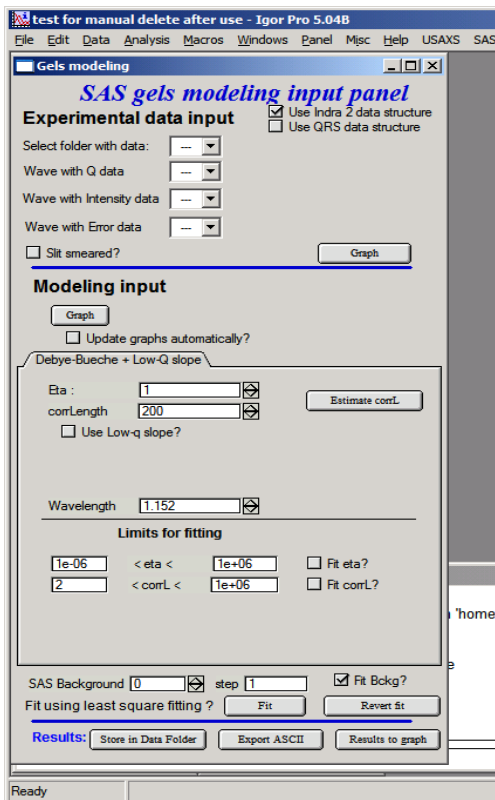 test for manual delete after use - Igor Pro 5.04B
File Edit Data Analysis Macros Windows Panel Misc Help USAXS SAS
Gels modeling
SAS gels modeling input panel
Experimental data input
Use Indra 2 data structure
Use QRS data structure
Select folder with data: ---
Wave with Q data ---
Wave with Intensity data ---
Wave with Error data ---
Slit smeared? Graph
Modeling input
Graph
Update graphs automatically?
Debye-Bueche + Low-Q slope
Eta : 1
Estimate corrL
corrLength 200
Use Low-q slope?
Wavelength 1.152
Limits for fitting
1e-06 < eta < 1e+06 Fit eta?
2 < corrL < 1e+06 Fit corrL?
'home
e
SAS Background 0 step 1 Fit Bckg?
Fit using least square fitting ? Fit Revert fit
Results: Store in Data Folder Export ASCII Results to graph
Ready